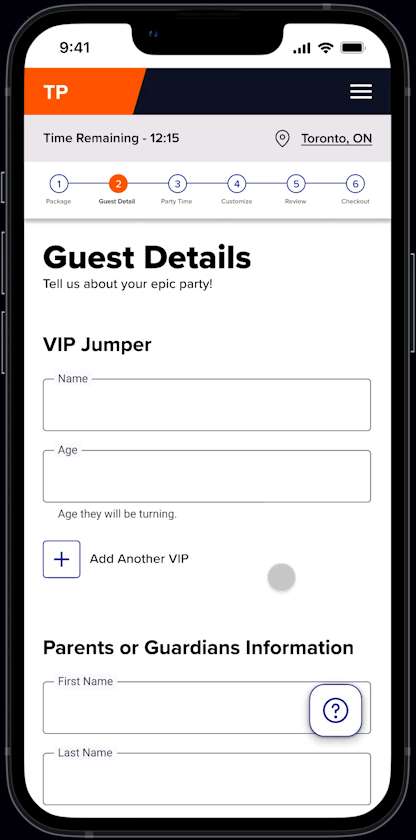 9:41
TP
Time Remaining - 12:15
Toronto, ON
1 2 3 4 5 6
Package Guest Detail Party Time Customize Review Checkout
Guest Details
Tell us about your epic party!
VIP Jumper
Name
Age
Age they will be turning.
Add Another VIP
Parents or Guardians Information
First Name
Last Name